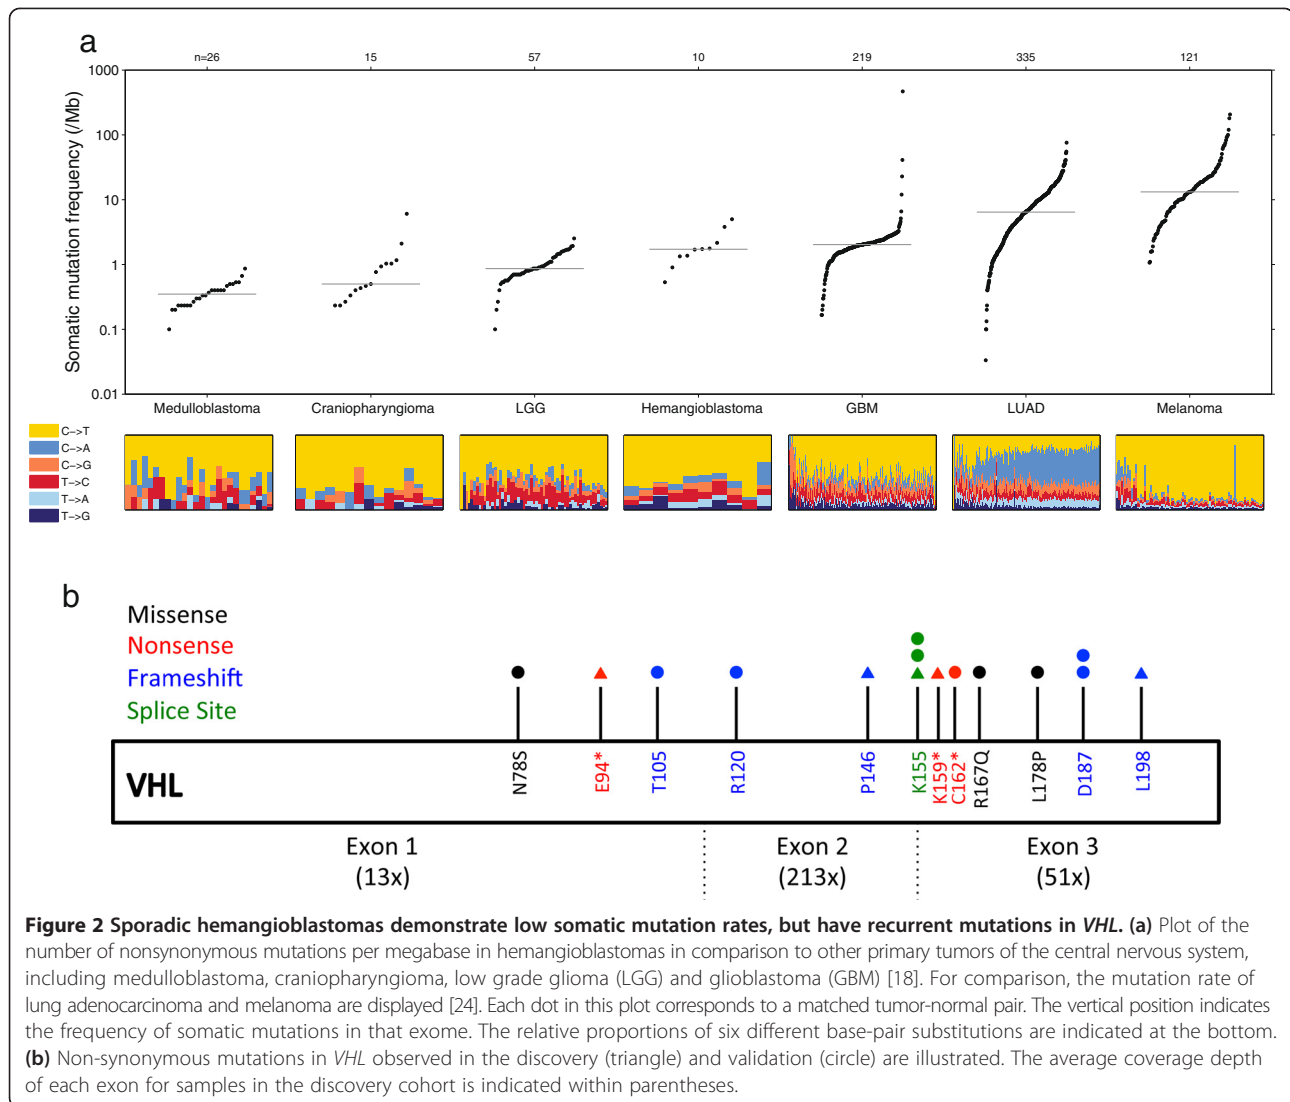 a
n=26 15 57 10 219 335 121
1000
100
10
1
0.1
0.01
Somatic mutation frequency (/Mb)
Medulloblastoma Craniopharyngioma LGG Hemangioblastoma GBM LUAD Melanoma
C->T
C->A
C->G
T->C
T->A
T->G
b
Missense
Nonsense
Frameshift
Splice Site
VHL
N78S
E94*
T105
R120
P146
K155
K159*
C162*
R167Q
L178P
D187
L198
Exon 1 Exon 2 Exon 3
(13x) (213x) (51x)
Figure 2 Sporadic hemangioblastomas demonstrate low somatic mutation rates, but have recurrent mutations in VHL. (a) Plot of the
number of nonsynonymous mutations per megabase in hemangioblastomas in comparison to other primary tumors of the central nervous system,
including medulloblastoma, craniopharyngioma, low grade glioma (LGG) and glioblastoma (GBM) [18]. For comparison, the mutation rate of
lung adenocarcinoma and melanoma are displayed [24]. Each dot in this plot corresponds to a matched tumor-normal pair. The vertical position indicates
the frequency of somatic mutations in that exome. The relative proportions of six different base-pair substitutions are indicated at the bottom.
(b) Non-synonymous mutations in VHL observed in the discovery (triangle) and validation (circle) are illustrated. The average coverage depth
of each exon for samples in the discovery cohort is indicated within parentheses.